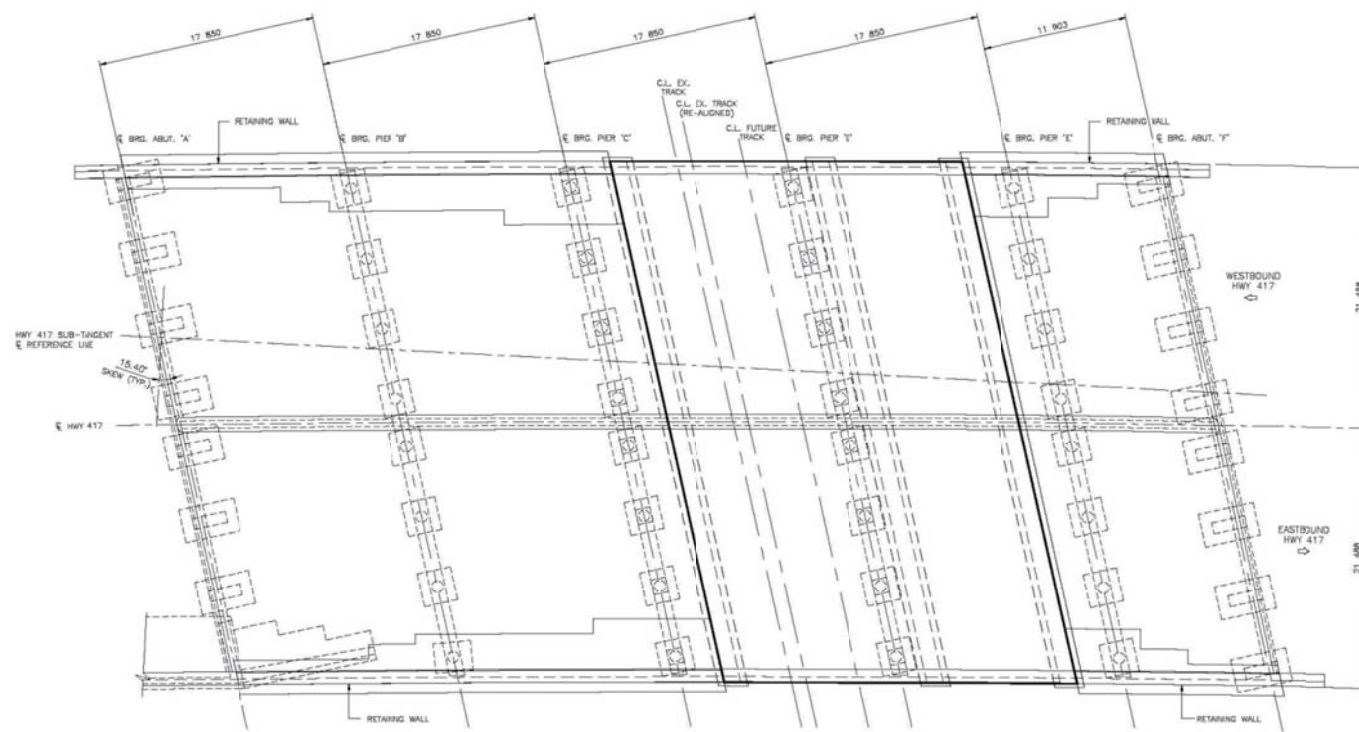 17 850
17 850
17 850
17 850
11 903
C.L. EX.
TRACK
C.L. EX. TRACK
(RE-ALIGNED)
C.L. FUTURE
TRACK
RETAINING WALL
RETAINING WALL
℄ BRG. ABUT. "A"
℄ BRG. PIER "B"
℄ BRG. PIER "C"
℄ BRG. PIER
℄ BRG. PIER "E"
℄ BRG. ABUT. "F"
WESTBOUND
HWY 417
HWY 417 SUB-TANGENT
℄ REFERENCE LINE
15.40°
SKEW (TYP.)
℄ HWY 417
EASTBOUND
HWY 417
21 486
RETAINING WALL
RETAINING WALL